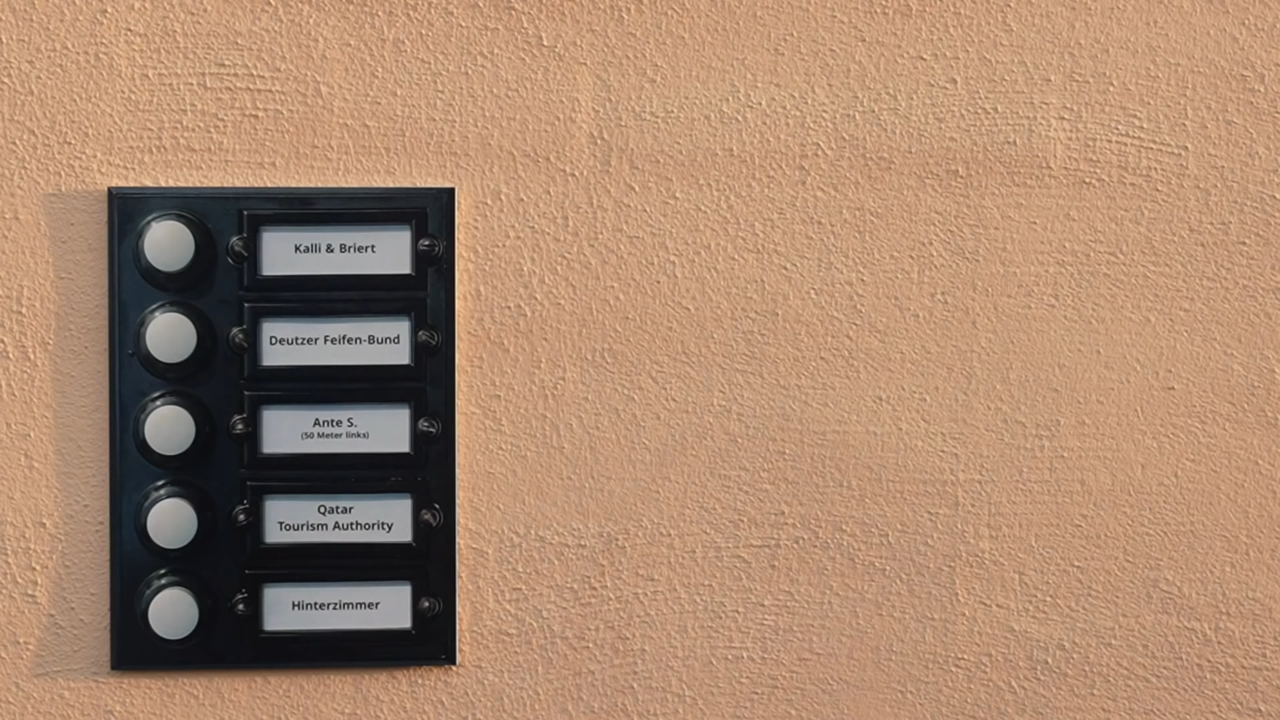 Kalli & Briert
Deutzer Feifen-Bund
Ante S.
(50 Meter links)
Qatar
Tourism Authority
Hinterzimmer